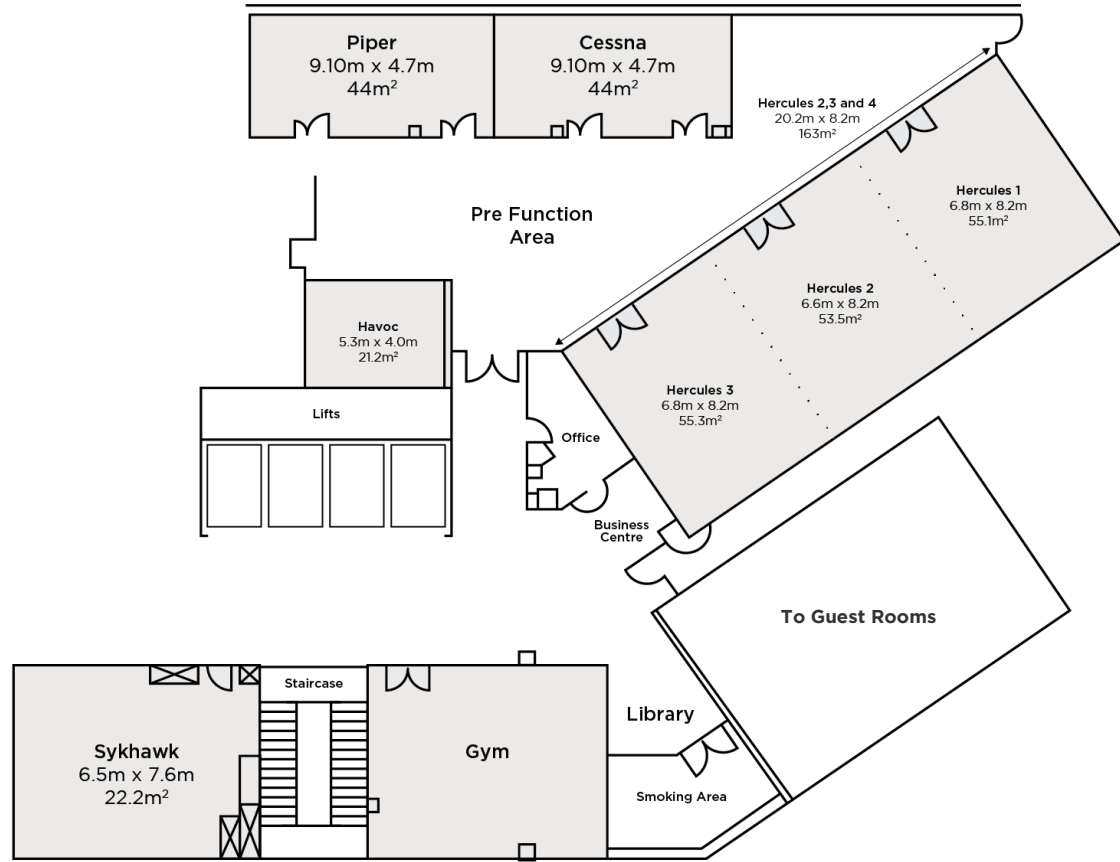 Piper
9.10m x 4.7m
44m²
Cessna
9.10m x 4.7m
44m²
Hercules 2,3 and 4
20.2m x 8.2m
163m²
Hercules 1
6.8m x 8.2m
55.1m²
Pre Function
Area
Hercules 2
6.6m x 8.2m
53.5m²
Havoc
5.3m x 4.0m
21.2m²
Hercules 3
6.8m x 8.2m
55.3m²
Lifts
Office
Business
Centre
To Guest Rooms
Staircase
Library
Sykhawk
6.5m x 7.6m
22.2m²
Gym
Smoking Area